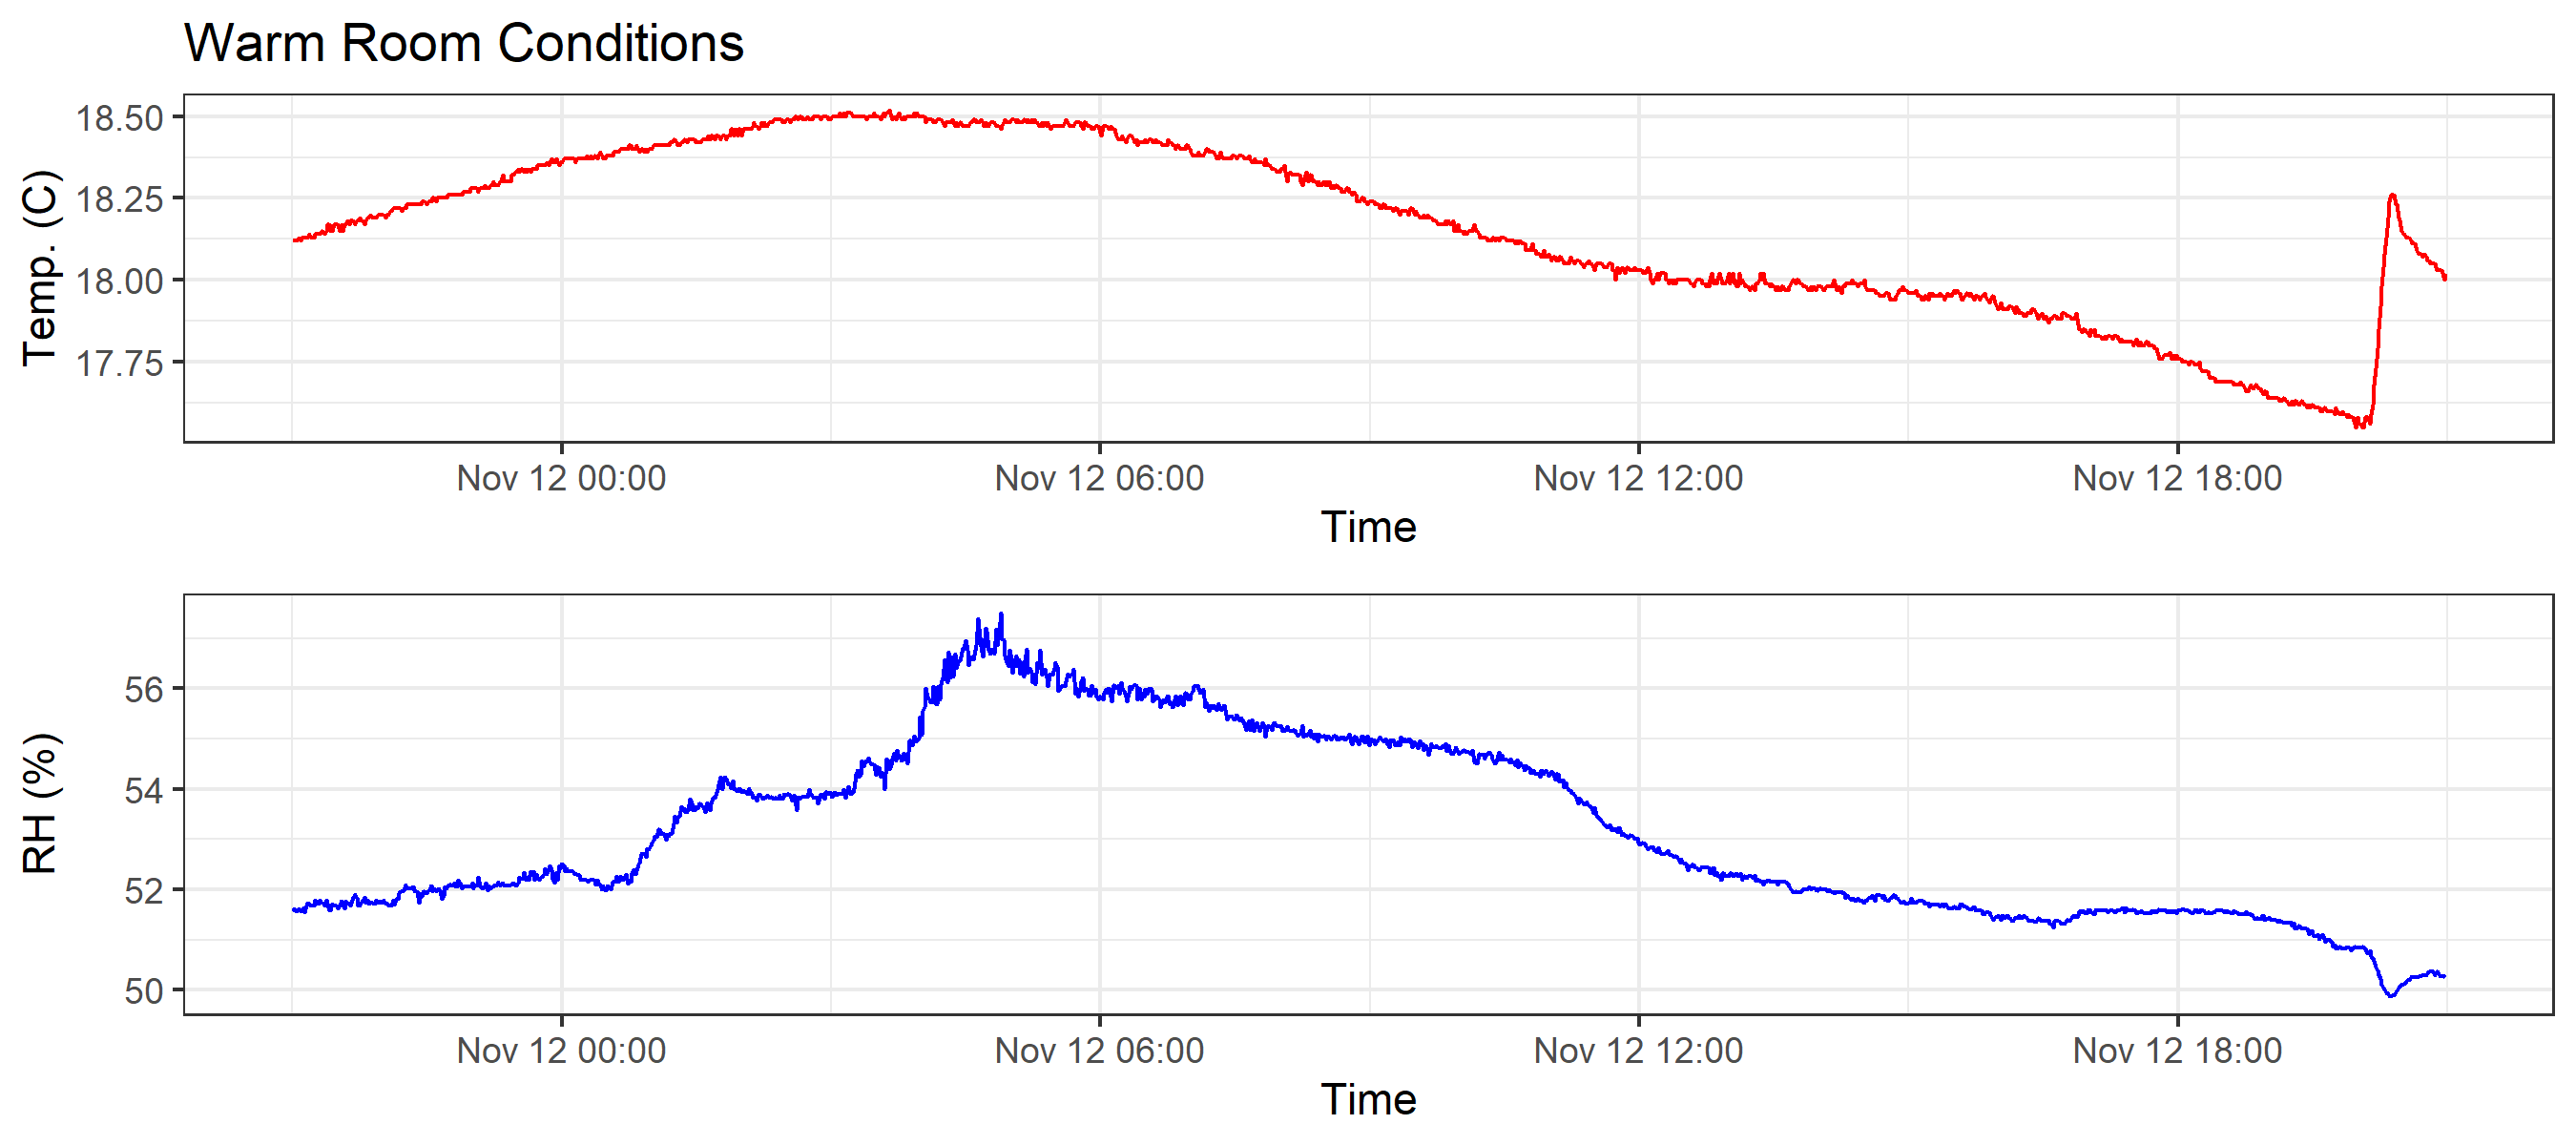 Warm Room Conditions
Temp. (C)
18.50
18.25
18.00
17.75
Nov 12 00:00 Nov 12 06:00 Nov 12 12:00 Nov 12 18:00
Time
RH (%)
56
54
52
50
Nov 12 00:00 Nov 12 06:00 Nov 12 12:00 Nov 12 18:00
Time